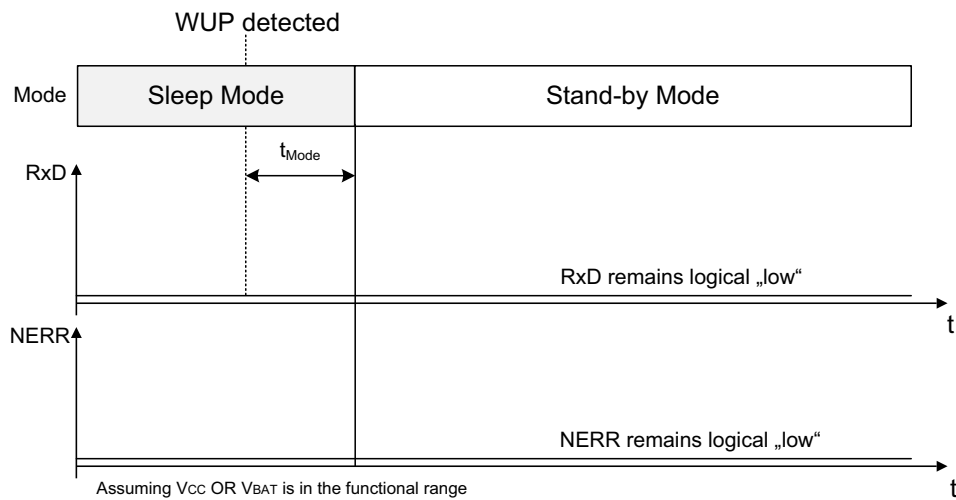 WUP detected
Mode
Sleep Mode
Stand-by Mode
tMode
RxD
RxD remains logical „low“
t
NERR
NERR remains logical „low“
Assuming VCC OR VBAT is in the functional range
t